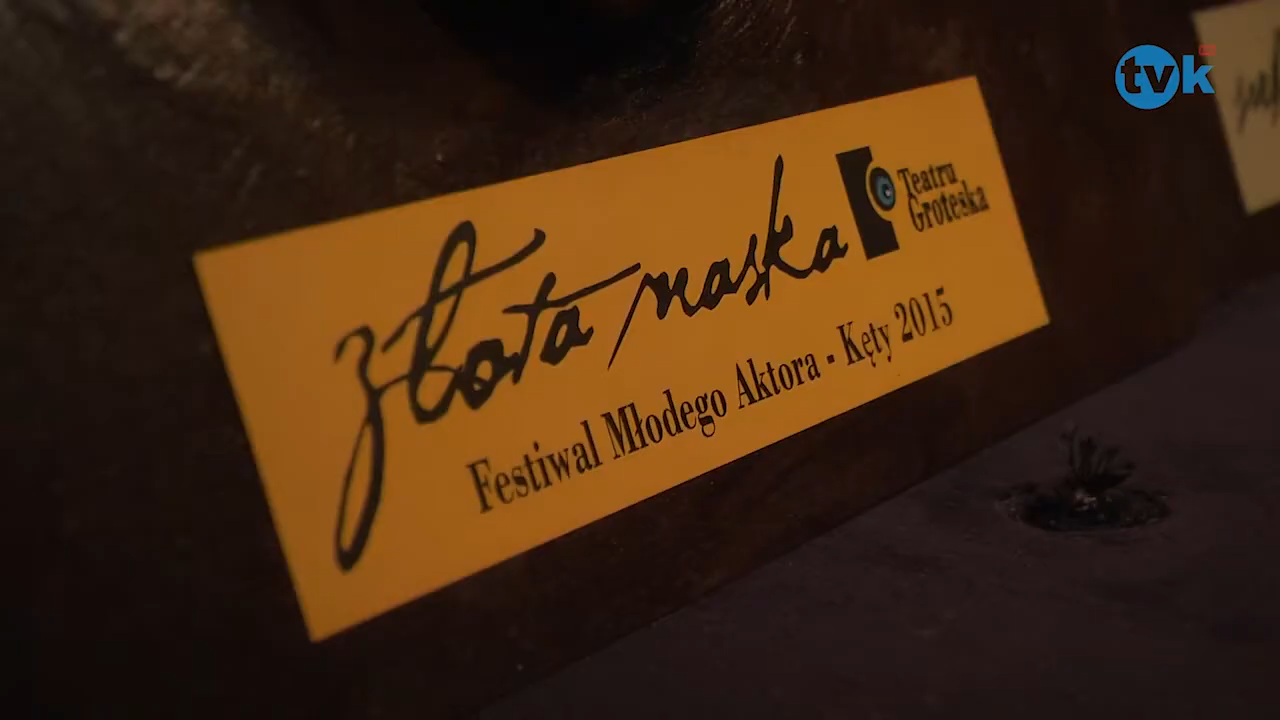 tvk
złota maska
Teatru
Groteska
Festiwal Młodego Aktora - Kęty 2015